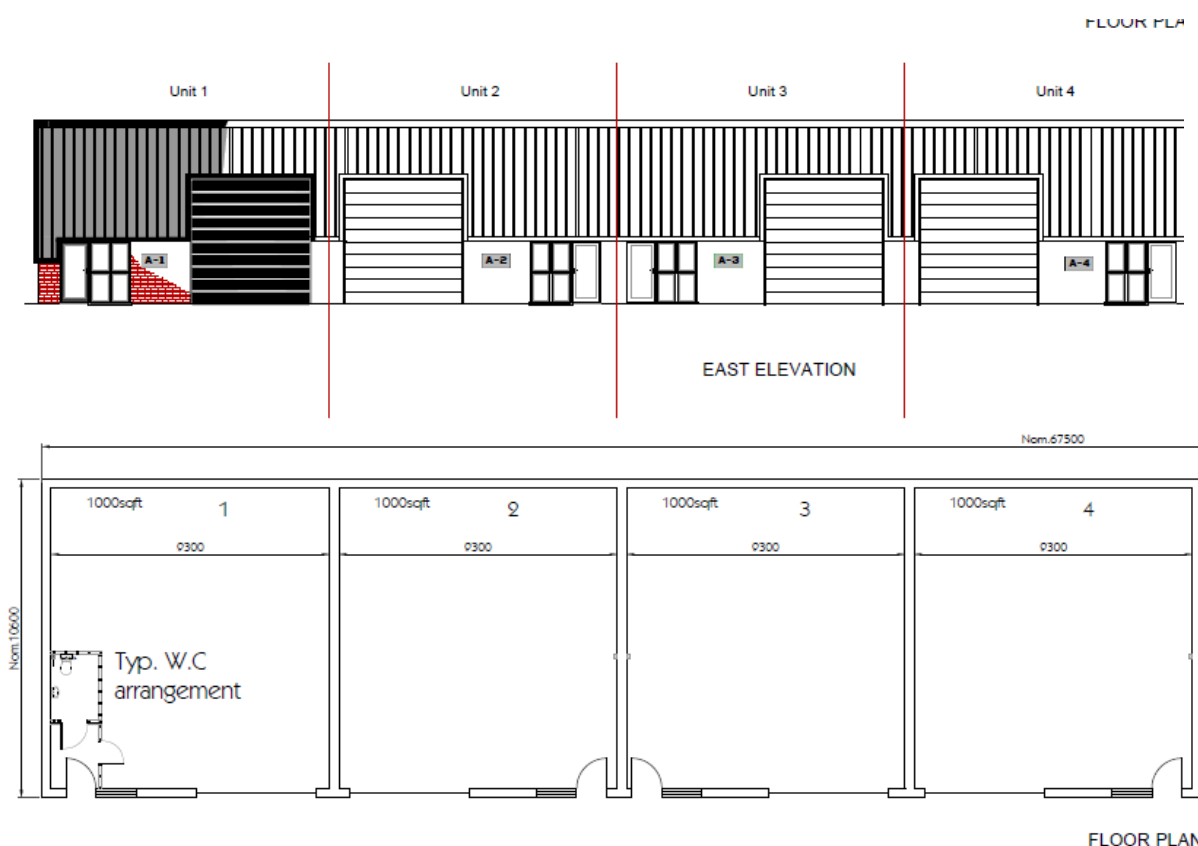 FLOOR PLA
Unit 1
Unit 2
Unit 3
Unit 4
A-1
A-2
A-3
A-4
EAST ELEVATION
Nom.67500
1000sqft
1
1000sqft
2
1000sqft
3
1000sqft
4
9300
9300
9300
9300
Nom.10600
Typ. W.C
arrangement
FLOOR PLAN